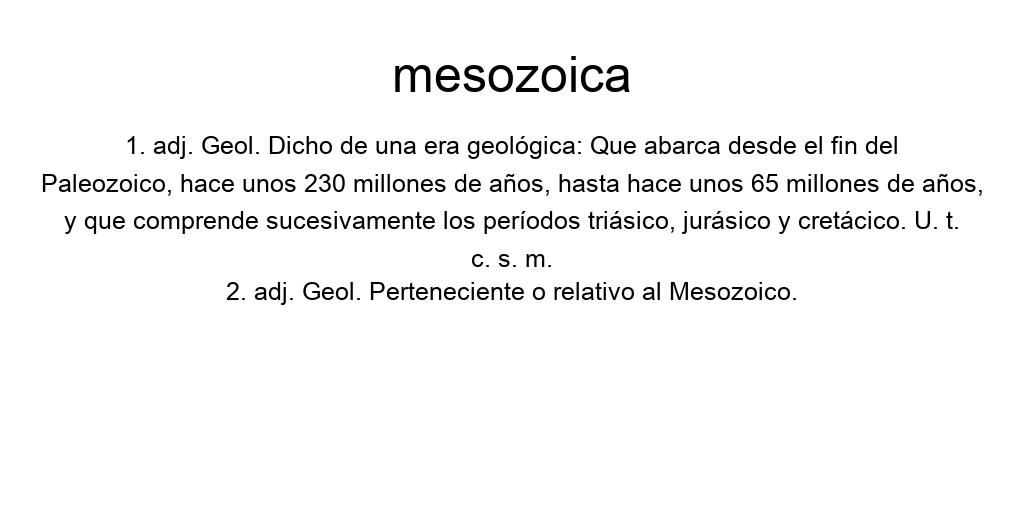 mesozoica
1. adj. Geol. Dicho de una era geológica: Que abarca desde el fin del
Paleozoico, hace unos 230 millones de años, hasta hace unos 65 millones de años,
y que comprende sucesivamente los períodos triásico, jurásico y cretácico. U. t.
c. s. m.
2. adj. Geol. Perteneciente o relativo al Mesozoico.